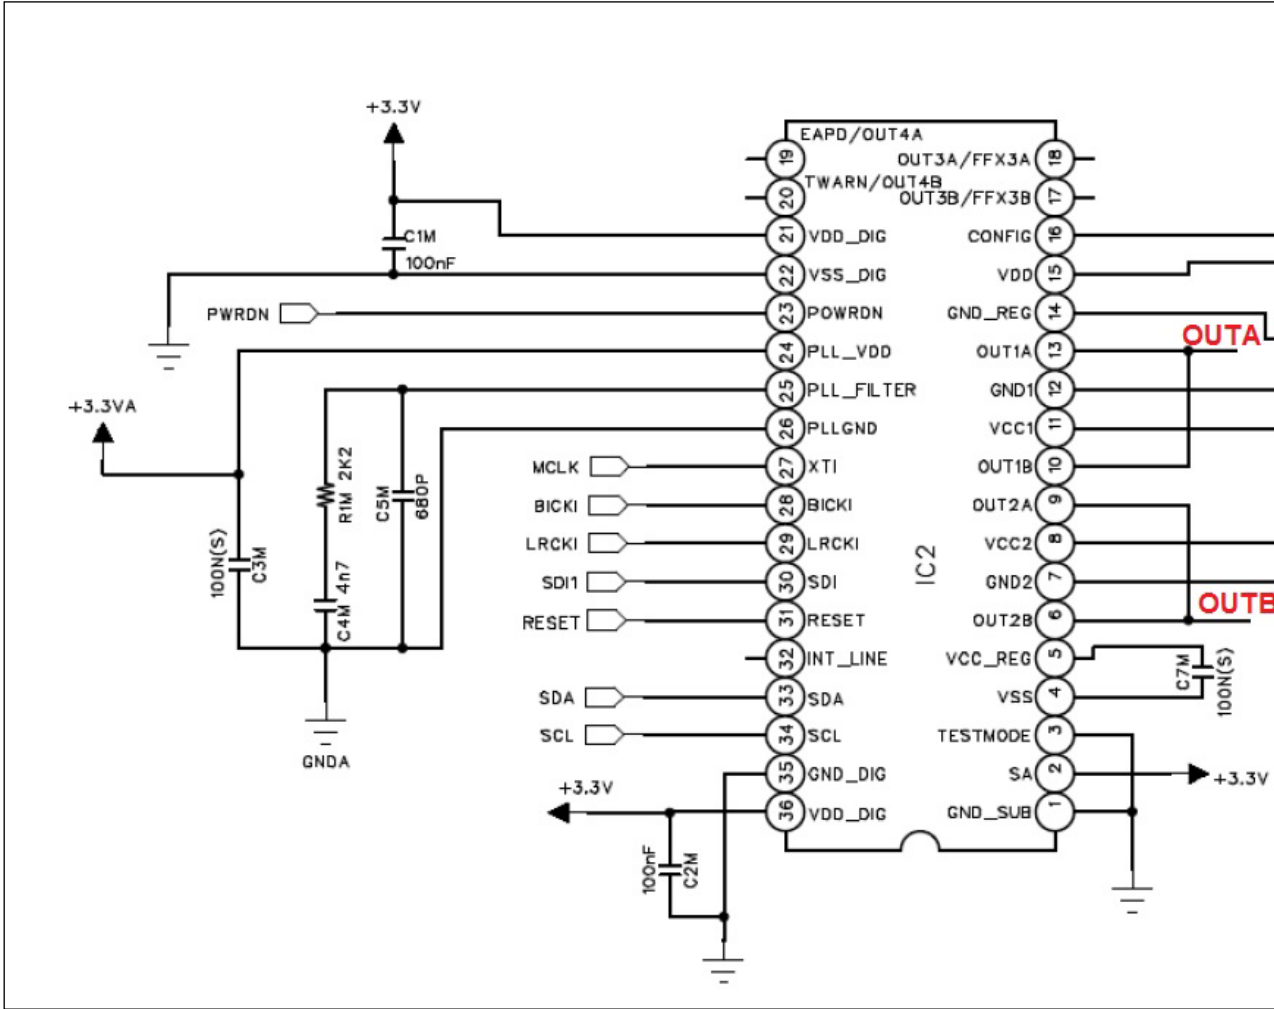 +3.3V
C1M
100nF
PWRDN
+3.3VA
R1M 2K2
C5M
680P
100N(S)
C3M
C4M 4n7
GNDA
MCLK
BICKI
LRCKI
SDI1
RESET
SDA
SCL
+3.3V
100nF
C2M
EAPD/OUT4A
19
TWARN/OUT4B
20
21 VDD_DIG
22 VSS_DIG
23 POWRDN
24 PLL_VDD
25 PLL_FILTER
26 PLLGND
27 XTI
28 BICKI
29 LRCKI
30 SDI
31 RESET
32 INT_LINE
33 SDA
34 SCL
35 GND_DIG
36 VDD_DIG
IC2
OUT3A/FFX3A 18
OUT3B/FFX3B 17
CONFIG 16
VDD 15
GND_REG 14
OUT1A 13
GND1 12
VCC1 11
OUT1B 10
OUT2A 9
VCC2 8
GND2 7
OUT2B 6
VCC_REG 5
VSS 4
TESTMODE 3
SA 2
GND_SUB 1
OUTA
OUTB
C7M
100N(S)
+3.3V